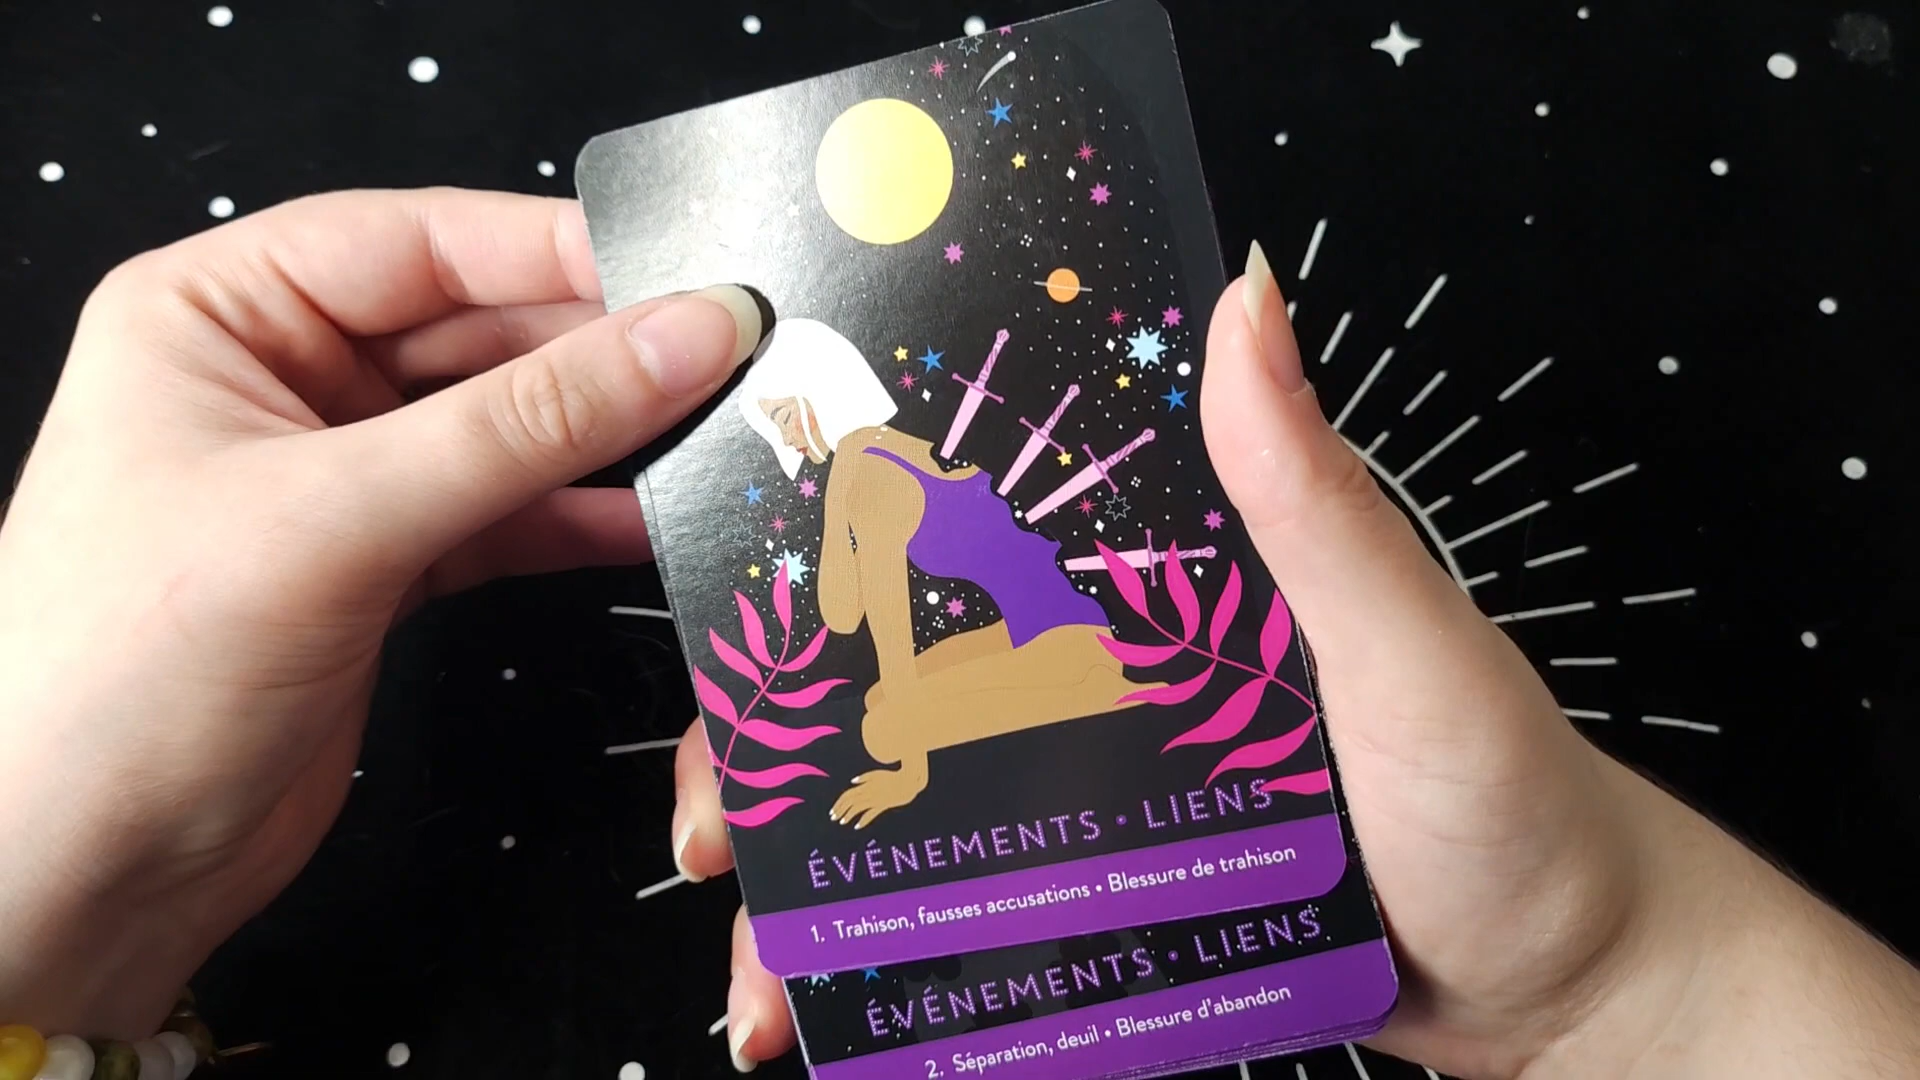 ÉVÉNEMENTS • LIENS
1. Trahison, fausses accusations • Blessure de trahison
ÉVÉNEMENTS • LIENS
2. Séparation, deuil • Blessure d'abandon